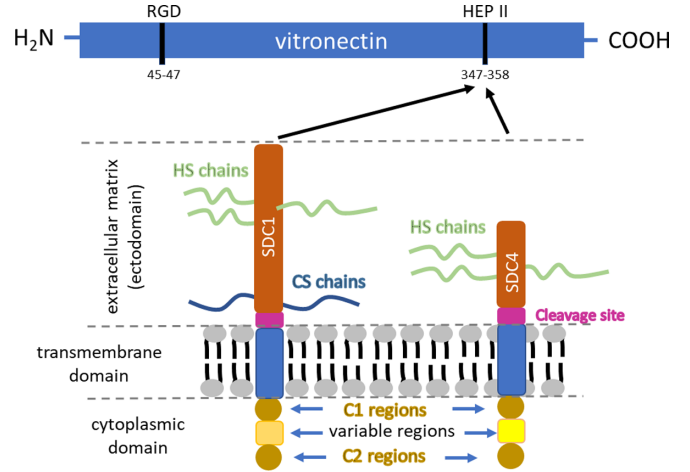 RGD
HEP II
H₂N
vitronectin
COOH
45-47
347-358
extracellular matrix
(ectodomain)
HS chains
SDC1
HS chains
SDC4
CS chains
Cleavage site
transmembrane
domain
C1 regions
cytoplasmic
domain
variable regions
C2 regions